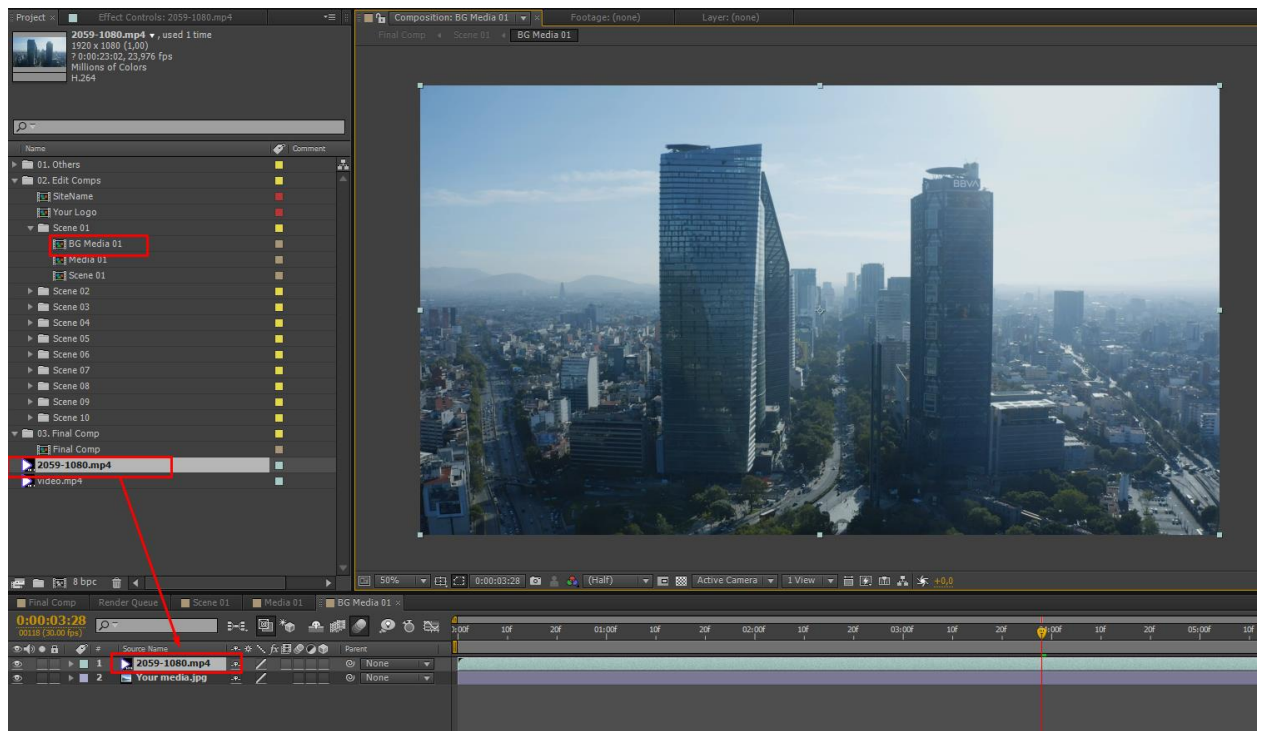 Project × Effect Controls: 2059-1080.mp4
2059-1080.mp4 , used 1 time
1920 x 1080 (1,00)
? 0:00:23:02, 23,976 fps
Millions of Colors
H.264
Name Comment
01. Others
02. Edit Comps
SiteName
Your Logo
Scene 01
BG Media 01
Media 01
Scene 01
Scene 02
Scene 03
Scene 04
Scene 05
Scene 06
Scene 07
Scene 08
Scene 09
Scene 10
03. Final Comp
Final Comp
2059-1080.mp4
video.mp4
8 bpc
Composition: BG Media 01 × Footage: (none) Layer: (none)
Final Comp Scene 01 BG Media 01
BBVA
50% 0:00:03:28 (Half) Active Camera 1 View +0,0
Final Comp Render Queue Scene 01 Media 01 BG Media 01 ×
0:00:03:28
00118 (30.00 fps)
:00f 10f 20f 01:00f 10f 20f 02:00f 10f 20f 03:00f 10f 20f :00f 10f 20f 05:00f 10f
# Source Name fx Parent
1 2059-1080.mp4 None
2 Your media.jpg None